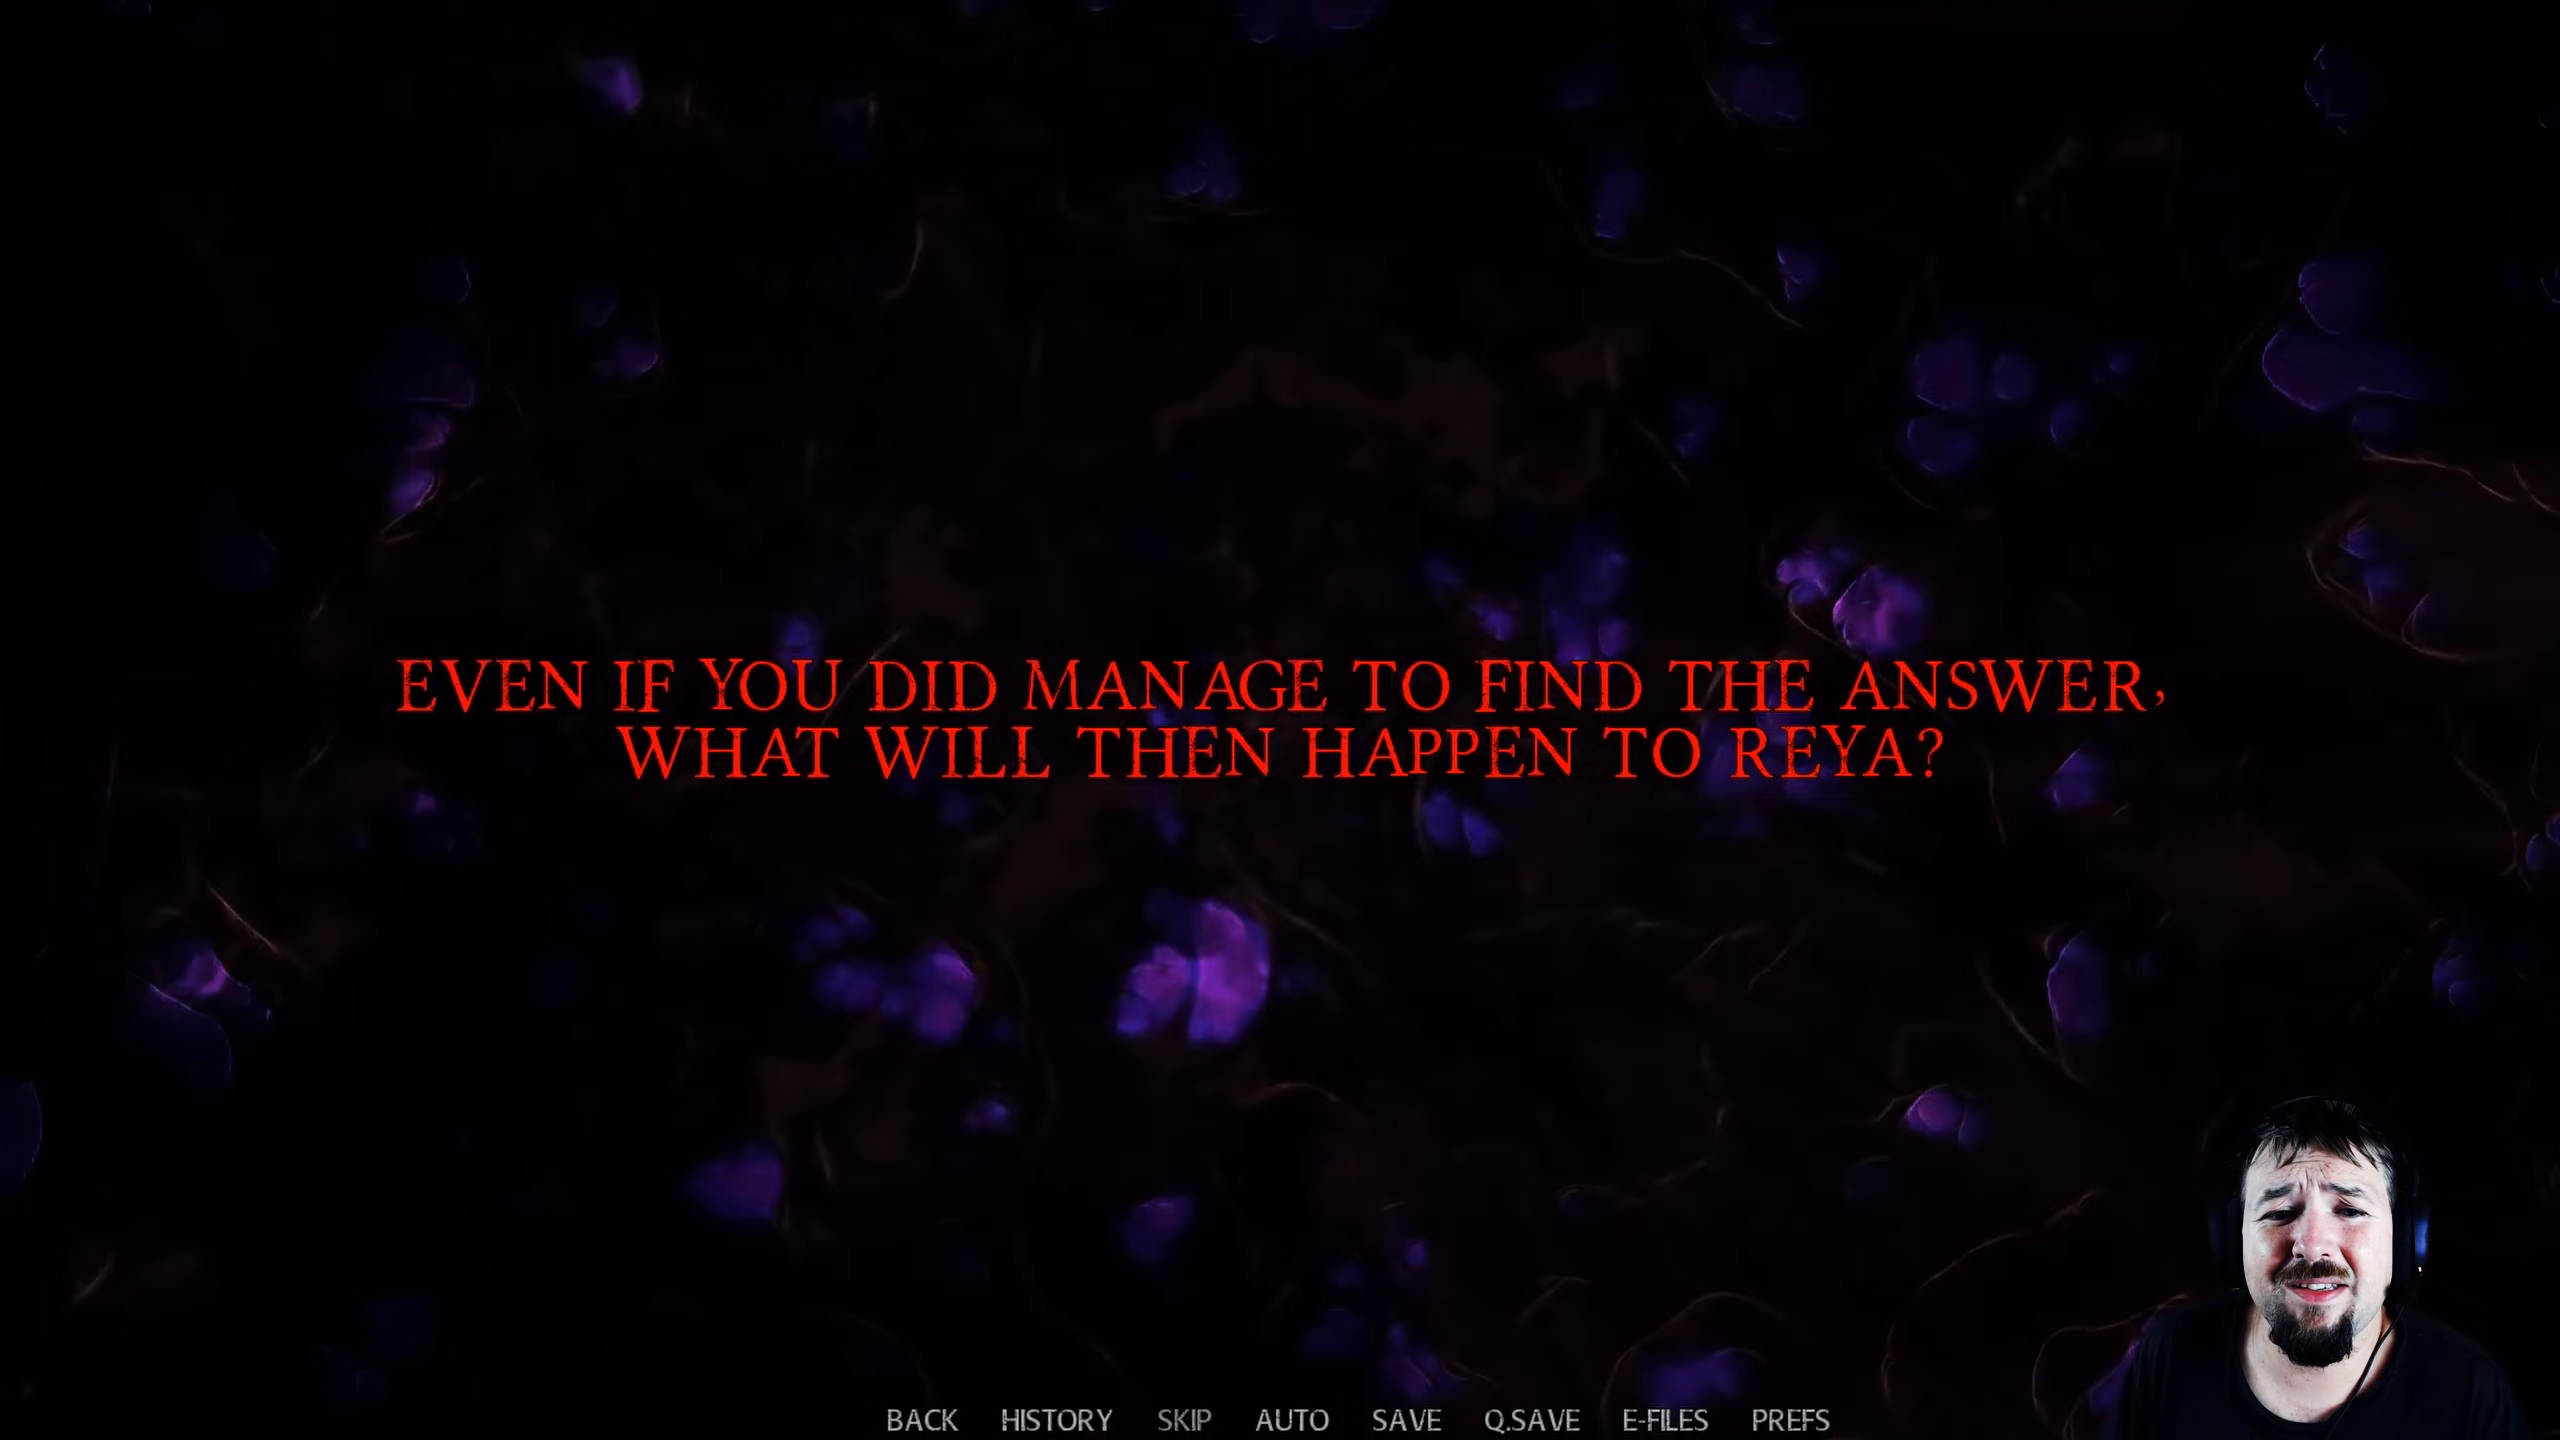 EVEN IF YOU DID MANAGE TO FIND THE ANSWER,
WHAT WILL THEN HAPPEN TO REYA?
BACK HISTORY SKIP AUTO SAVE Q.SAVE E-FILES PREFS